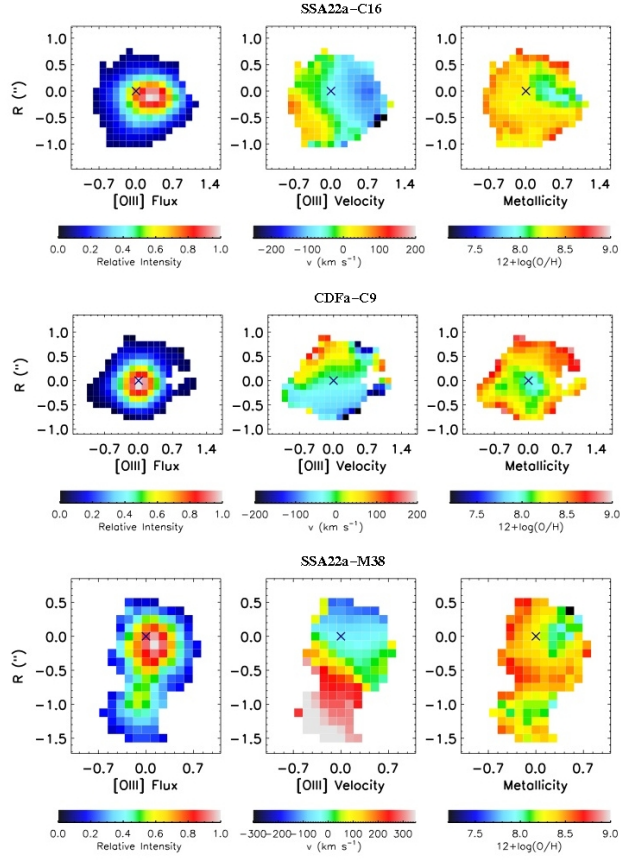 SSA22a-C16
1.0
0.5
0.0
-0.5
-1.0
R (")
-0.7 0.0 0.7 1.4
[OIII] Flux
-0.7 0.0 0.7 1.4
[OIII] Velocity
-0.7 0.0 0.7 1.4
Metallicity
0.0 0.2 0.4 0.6 0.8 1.0
Relative Intensity
-200 -100 0 100 200
v (km s⁻¹)
7.5 8.0 8.5 9.0
12+log(O/H)
CDFa-C9
1.0
0.5
0.0
-0.5
-1.0
R (")
-0.7 0.0 0.7 1.4
[OIII] Flux
-0.7 0.0 0.7 1.4
[OIII] Velocity
-0.7 0.0 0.7 1.4
Metallicity
0.0 0.2 0.4 0.6 0.8 1.0
Relative Intensity
-200 -100 0 100 200
v (km s⁻¹)
7.5 8.0 8.5 9.0
12+log(O/H)
SSA22a-M38
0.5
0.0
-0.5
-1.0
-1.5
R (")
-0.7 0.0 0.7
[OIII] Flux
-0.7 0.0 0.7
[OIII] Velocity
-0.7 0.0 0.7
Metallicity
0.0 0.2 0.4 0.6 0.8 1.0
Relative Intensity
-300 -200 -100 0 100 200 300
v (km s⁻¹)
7.5 8.0 8.5 9.0
12+log(O/H)